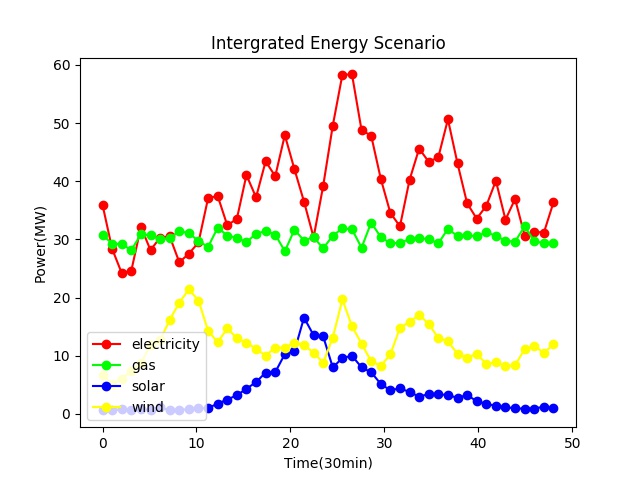 Intergrated Energy Scenario
Power(MW)
60
50
40
30
20
10
0
electricity
gas
solar
wind
0 10 20 30 40 50
Time(30min)